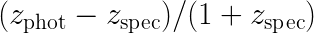 (z_phot − z_spec)/(1 + z_spec)